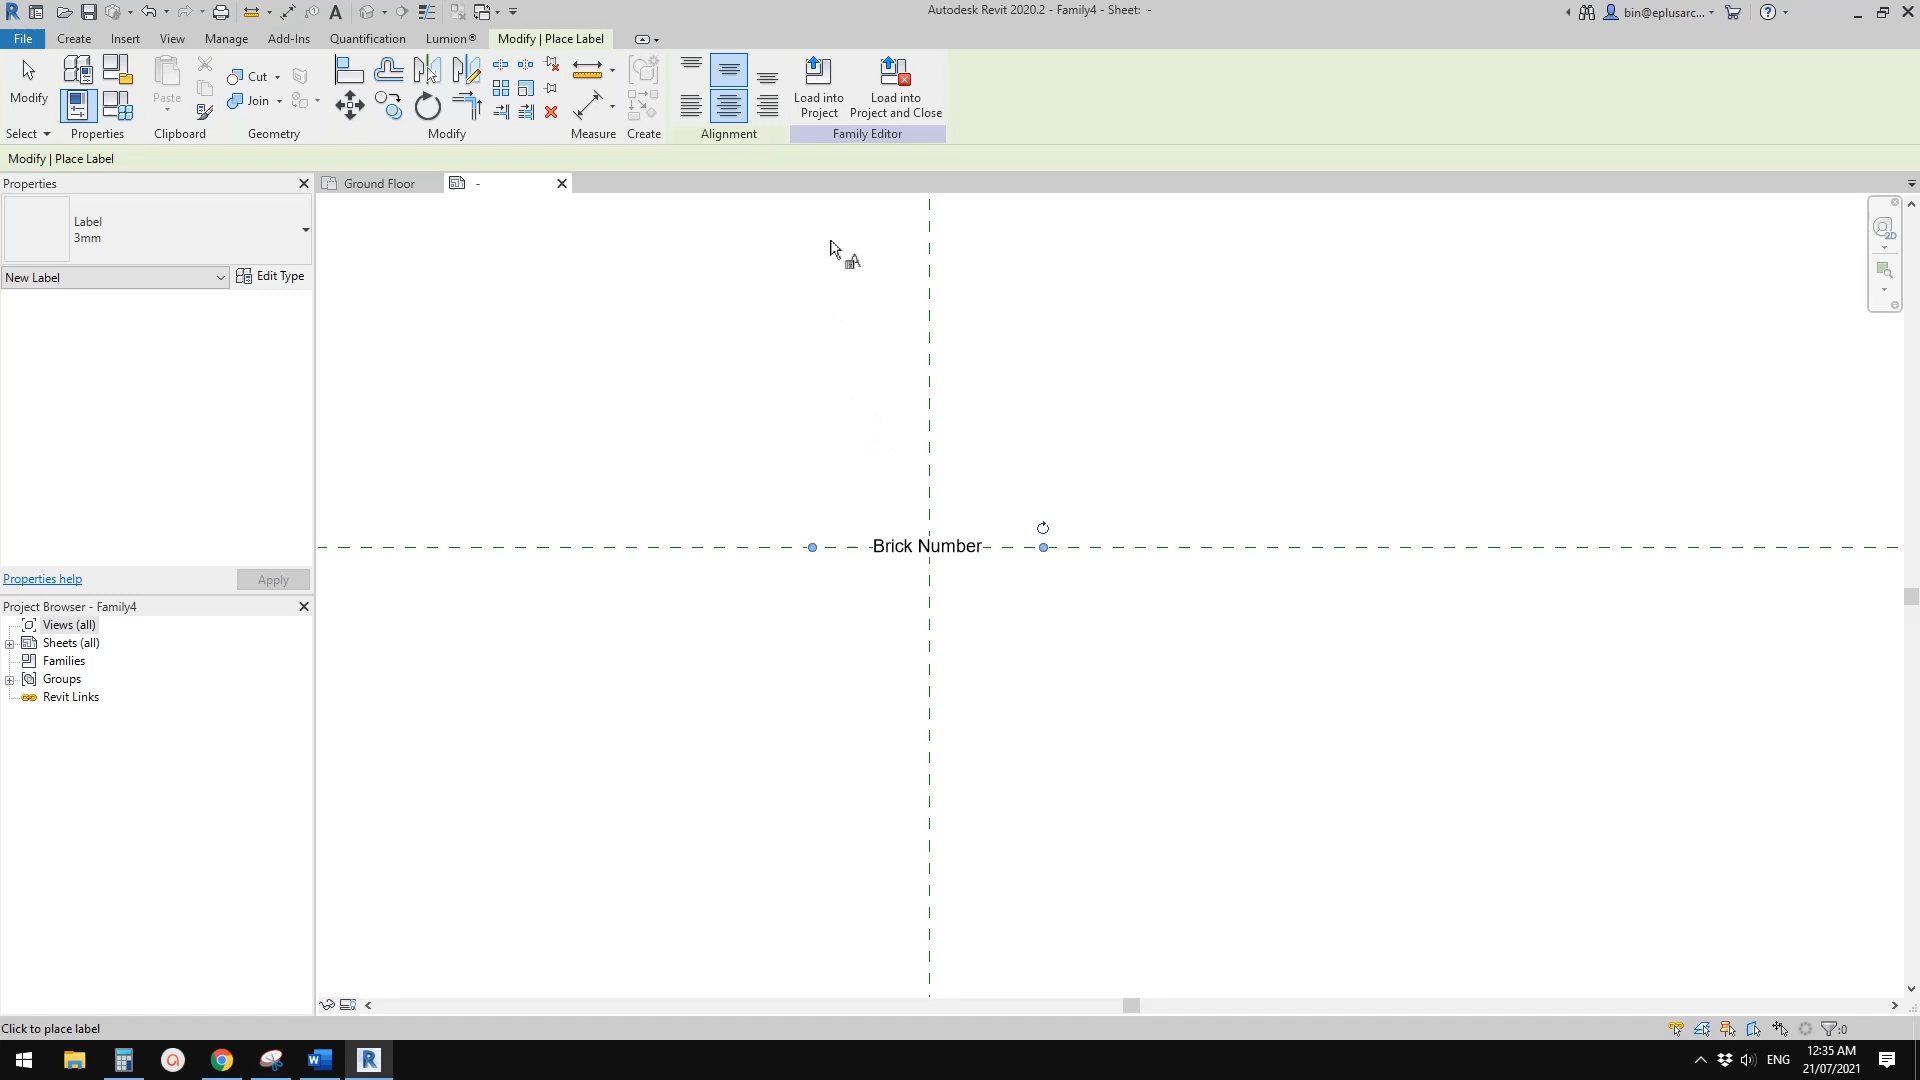 Autodesk Revit 2020.2 - Family4 - Sheet: -
bin@eplusarc...
File Create Insert View Manage Add-Ins Quantification Lumion® Modify | Place Label
Modify
Paste
Cut
Join
Load into
Project
Load into
Project and Close
Select Properties Clipboard Geometry Modify Measure Create Alignment Family Editor
Modify | Place Label
Properties
Ground Floor
-
Label
3mm
New Label
Edit Type
2D
Brick Number
Properties help
Apply
Project Browser - Family4
Views (all)
Sheets (all)
Families
Groups
Revit Links
Click to place label
:0
ENG
12:35 AM
21/07/2021